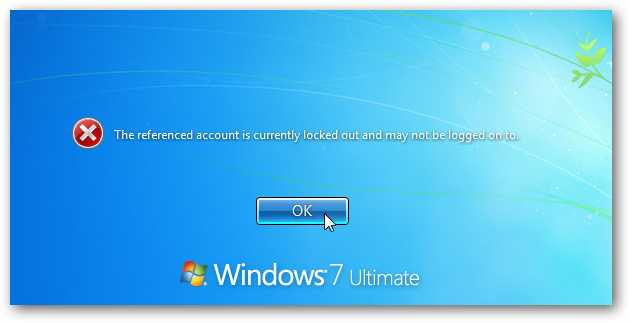 The referenced account is currently locked out and may not be logged on to.
OK
Windows 7 Ultimate